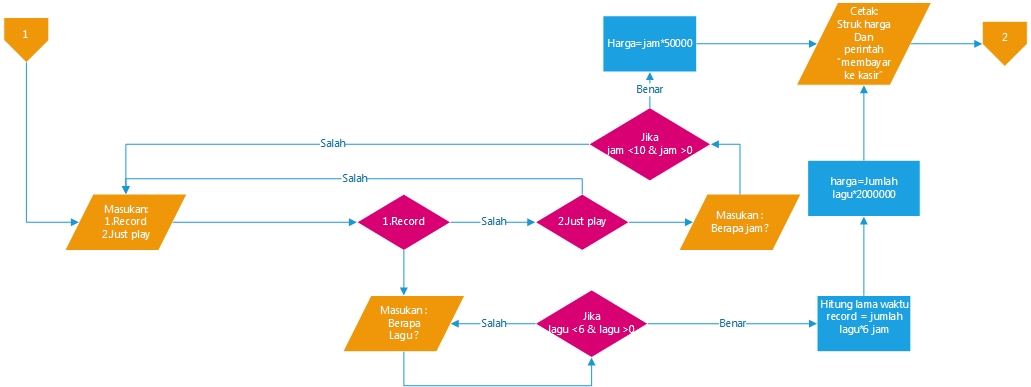 1
Harga=jam*50000
Cetak:
Struk harga
Dan
perintah
"membayar
ke kasir"
2
Benar
Jika
jam <10 & jam >0
Salah
Salah
harga=Jumlah
lagu*2000000
Masukan:
1.Record
2.Just play
1.Record
Salah
2.Just play
Masukan :
Berapa jam ?
Masukan :
Berapa
Lagu ?
Salah
Jika
lagu <6 & lagu >0
Benar
Hitung lama waktu
record = jumlah
lagu*6 jam